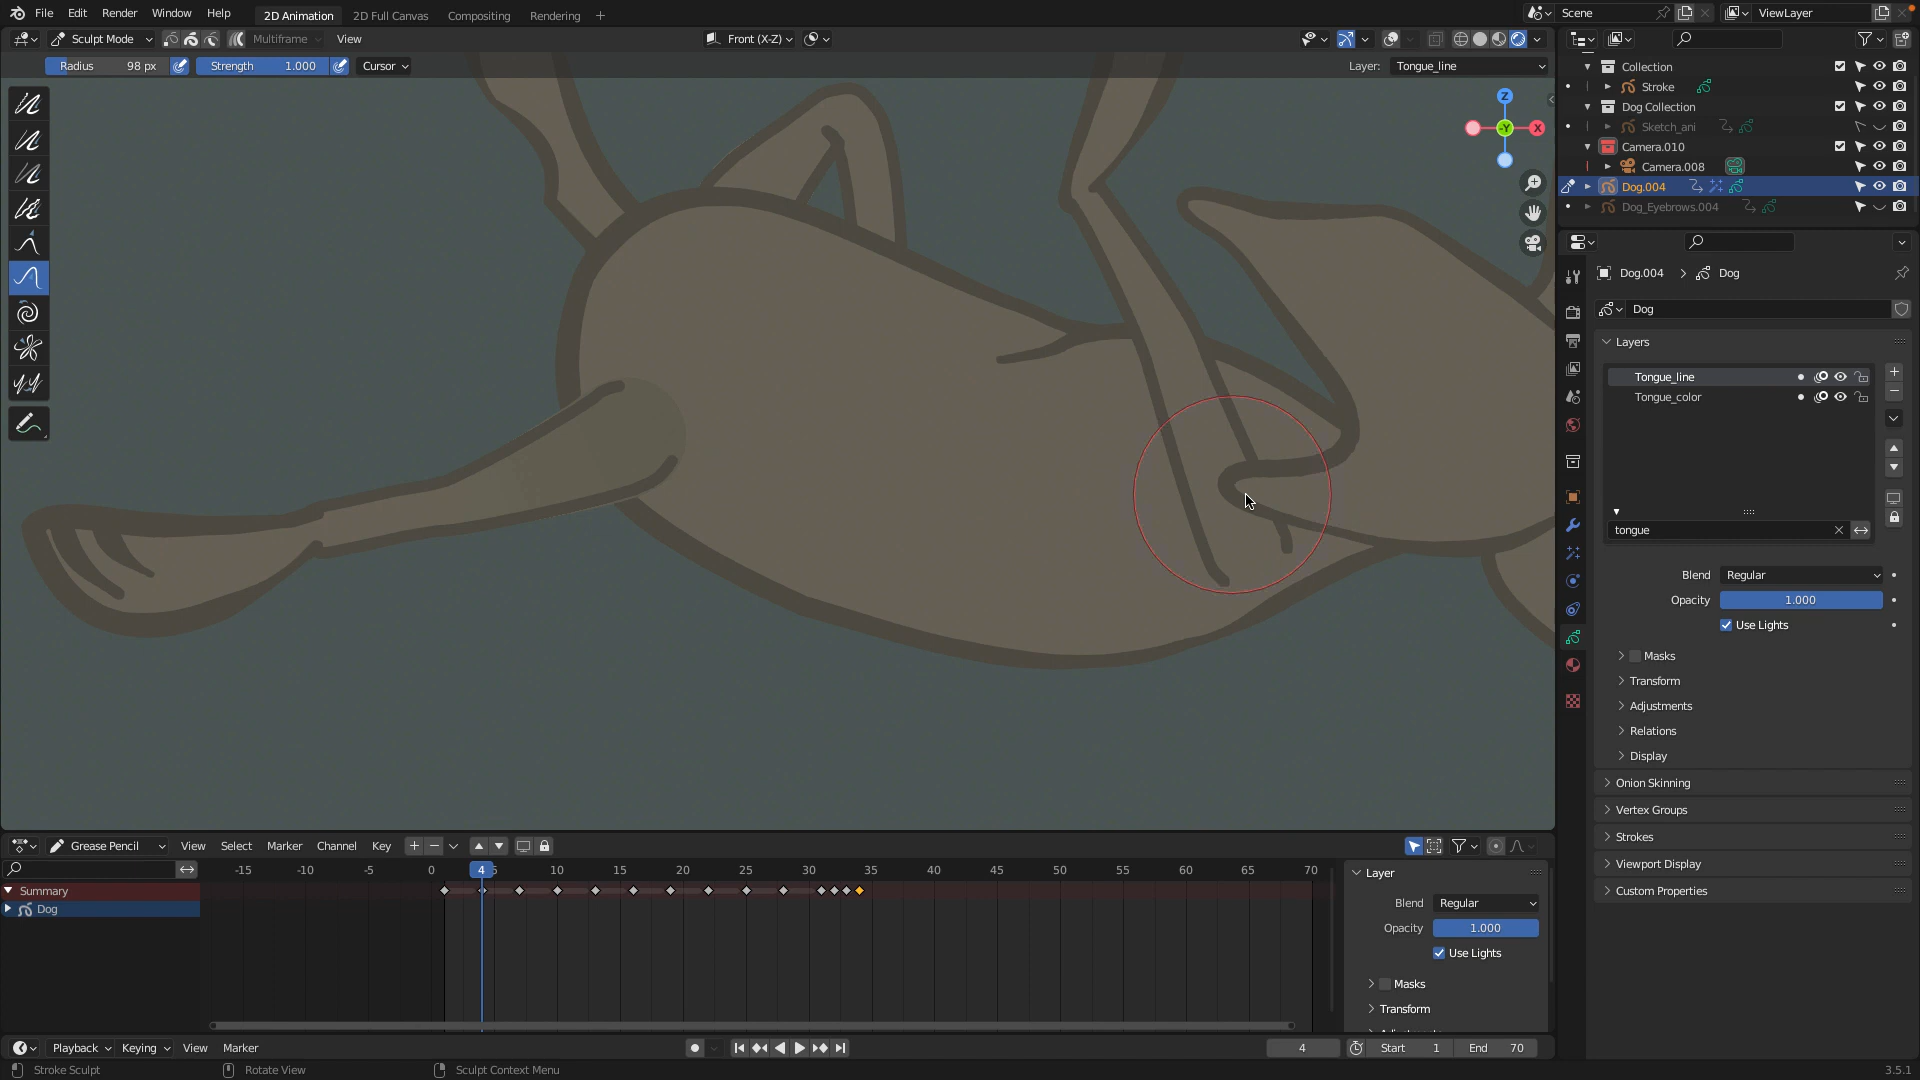 File Edit Render Window Help 2D Animation 2D Full Canvas Compositing Rendering + Scene ViewLayer
Sculpt Mode Multiframe View Front (X-Z)
Radius 98 px Strength 1.000 Cursor Layer: Tongue_line
Collection
Stroke
Dog Collection
Sketch_ani
Camera.010
Camera.008
Dog.004
Dog_Eyebrows.004
Z
-Y
X
Dog.004 > Dog
Dog
Layers
Tongue_line
Tongue_color
tongue
Blend Regular
Opacity 1.000
Use Lights
Masks
Transform
Adjustments
Relations
Display
Onion Skinning
Vertex Groups
Strokes
Viewport Display
Custom Properties
Grease Pencil View Select Marker Channel Key
-15 -10 -5 0 4 5 10 15 20 25 30 35 40 45 50 55 60 65 70
Summary
Dog
Layer
Blend Regular
Opacity 1.000
Use Lights
Masks
Transform
Playback Keying View Marker 4 Start 1 End 70
Stroke Sculpt Rotate View Sculpt Context Menu 3.5.1